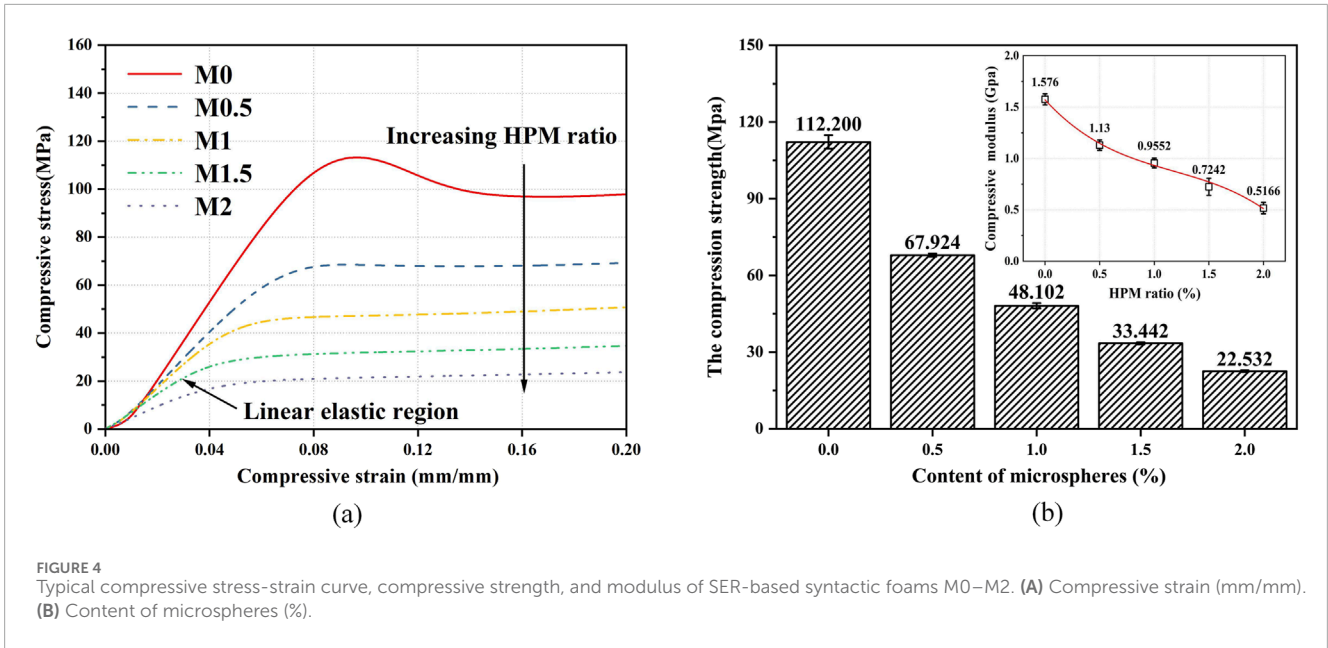 160
140
120
100
80
60
40
20
0
Compressive stress(MPa)
M0
M0.5
M1
M1.5
M2
Increasing HPM ratio
Linear elastic region
0.00 0.04 0.08 0.12 0.16 0.20
Compressive strain (mm/mm)
(a)
150
120
90
60
30
0
The compression strength(Mpa)
112.200
67.924
48.102
33.442
22.532
0.0 0.5 1.0 1.5 2.0
Content of microspheres (%)
2.0
1.5
1.0
0.5
0.0
Compressive modulus (Gpa)
1.576
1.13
0.9552
0.7242
0.5166
0.0 0.5 1.0 1.5 2.0
HPM ratio (%)
(b)
FIGURE 4
Typical compressive stress-strain curve, compressive strength, and modulus of SER-based syntactic foams M0–M2. (A) Compressive strain (mm/mm).
(B) Content of microspheres (%).